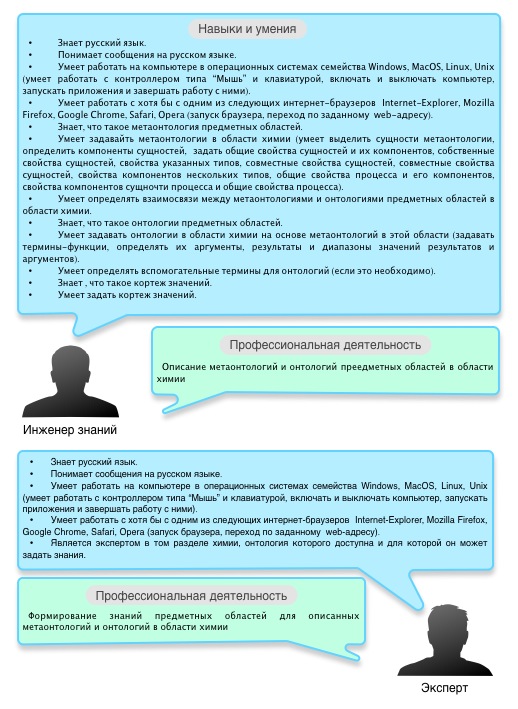 Навыки и умения
• Знает русский язык.
• Понимает сообщения на русском языке.
• Умеет работать на компьютере в операционных системах семейства Windows, MacOS, Linux, Unix
(умеет работать с контроллером типа “Мышь” и клавиатурой, включать и выключать компьютер,
запускать приложения и завершать работу с ними).
• Умеет работать с хотя бы с одним из следующих интернет-браузеров Internet-Explorer, Mozilla
Firefox, Google Chrome, Safari, Opera (запуск браузера, переход по заданному web-адресу).
• Знает, что такое метаонтология предметных областей.
• Умеет задавайть метаонтологии в области химии (умеет выделить сущности метаонтологии,
определить компоненты сущностей, задать общие свойства сущностей и их компонентов, собственные
свойства сущностей, свойства указанных типов, совместные свойства сущностей, совместные свойства
сущностей, свойства компонентов нескольких типов, общие свойства процесса и его компонентов,
свойства компонентов сущночти процесса и общие свойства процесса).
• Умеет определять взаимосвязи между метаонтологиями и онтологиями предметных областей в
области химии.
• Знает, что такое онтологии предметных областей.
• Умеет задавать онтологии в области химии на основе метаонтологий в этой области (задавать
термины-функции, определять их аргументы, результаты и диапазоны значений результатов и
аргументов).
• Умеет определять вспомогательные термины для онтологий (если это необходимо).
• Знает , что такое кортеж значений.
• Умеет задать кортеж значений.
Профессиональная деятельность
Описание метаонтологий и онтологий преедметных областей в области
химии
Инженер знаний
• Знает русский язык.
• Понимает сообщения на русском языке.
• Умеет работать на компьютере в операционных системах семейства Windows, MacOS, Linux, Unix
(умеет работать с контроллером типа “Мышь” и клавиатурой, включать и выключать компьютер, запускать
приложения и завершать работу с ними).
• Умеет работать с хотя бы с одним из следующих интернет-браузеров Internet-Explorer, Mozilla Firefox,
Google Chrome, Safari, Opera (запуск браузера, переход по заданному web-адресу).
• Является экспертом в том разделе химии, онтология которого доступна и для которой он может
задать знания.
Профессиональная деятельность
Формирование знаний предметных областей для описанных
метаонтологий и онтологий в области химии
Эксперт